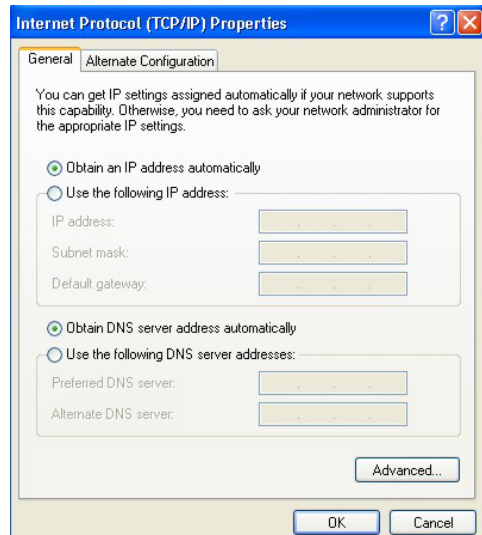 Internet Protocol (TCP/IP) Properties
General
Alternate Configuration
You can get IP settings assigned automatically if your network supports
this capability. Otherwise, you need to ask your network administrator for
the appropriate IP settings.
Obtain an IP address automatically
Use the following IP address:
IP address:
Subnet mask:
Default gateway:
Obtain DNS server address automatically
Use the following DNS server addresses:
Preferred DNS server:
Alternate DNS server:
Advanced...
OK
Cancel